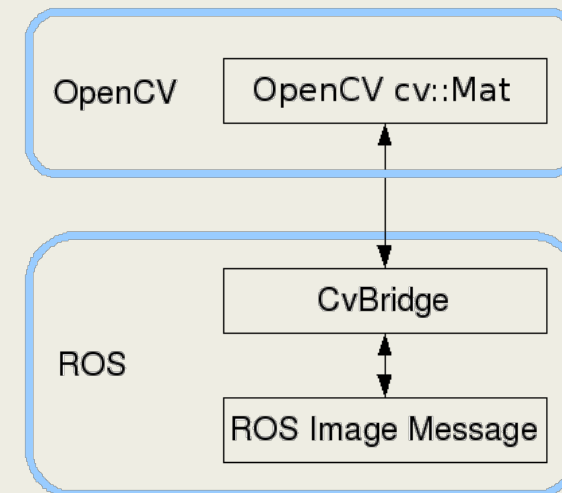 OpenCV
OpenCV cv::Mat
CvBridge
ROS
ROS Image Message